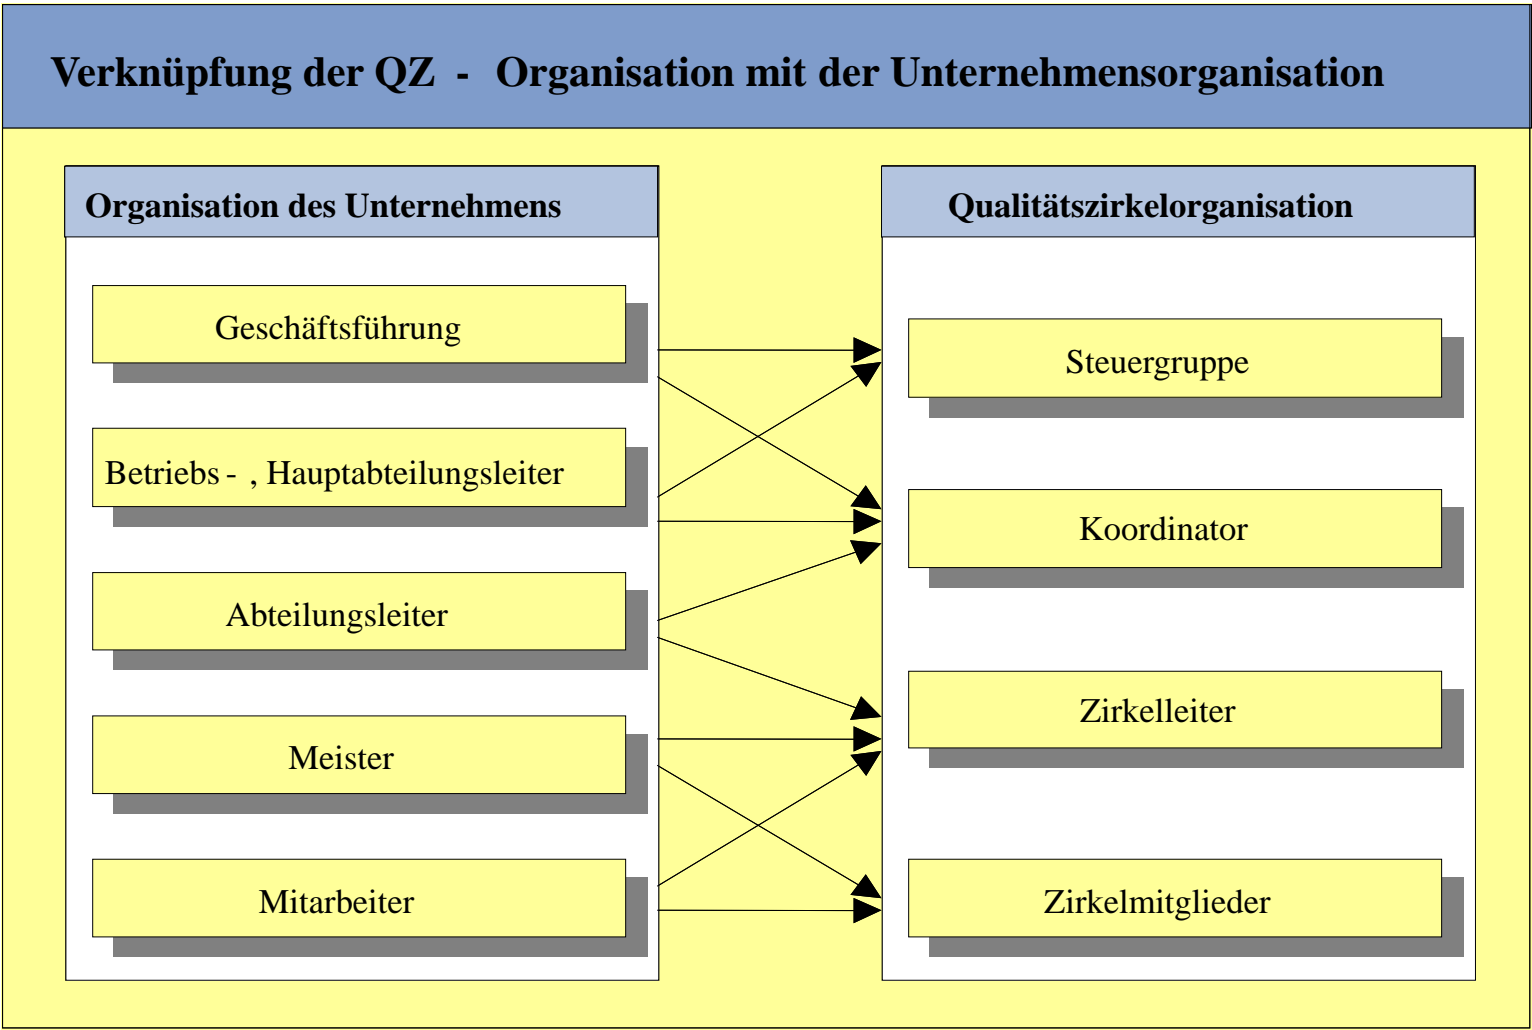 Verknüpfung der QZ - Organisation mit der Unternehmensorganisation
Organisation des Unternehmens
Geschäftsführung
Betriebs - , Hauptabteilungsleiter
Abteilungsleiter
Meister
Mitarbeiter
Qualitätszirkelorganisation
Steuergruppe
Koordinator
Zirkelleiter
Zirkelmitglieder